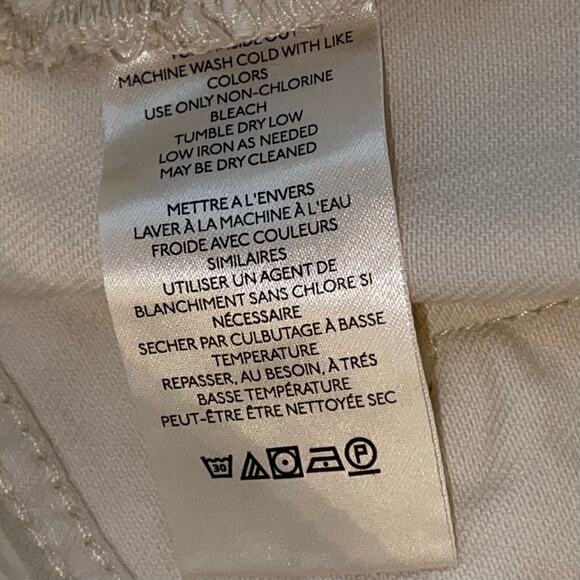 MACHINE WASH COLD WITH LIKE
COLORS
USE ONLY NON-CHLORINE
BLEACH
TUMBLE DRY LOW
LOW IRON AS NEEDED
MAY BE DRY CLEANED
METTRE A L'ENVERS
LAVER À LA MACHINE À L'EAU
FROIDE AVEC COULEURS
SIMILAIRES
UTILISER UN AGENT DE
BLANCHIMENT SANS CHLORE SI
NÉCESSAIRE
SECHER PAR CULBUTAGE À BASSE
TEMPERATURE
REPASSER, AU BESOIN, À TRÉS
BASSE TEMPÉRATURE
PEUT-ÊTRE ÊTRE NETTOYÉE SEC
30 P